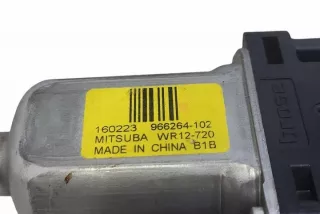 160223 966264-102
MITSUBA WR12-720
MADE IN CHINA B1B